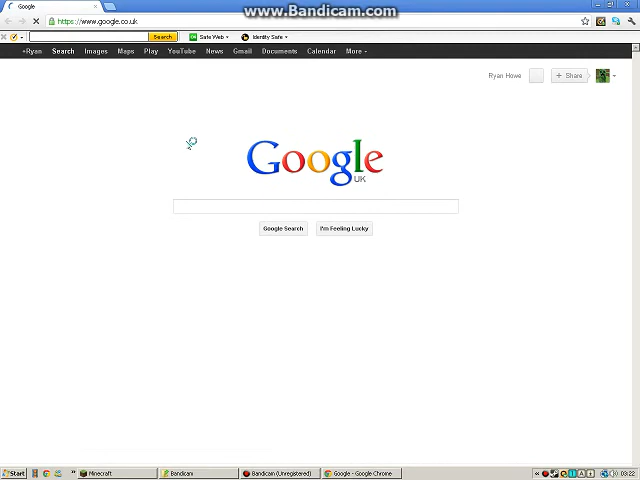 www.Bandicam.com
Google
https://www.google.co.uk
Search
Safe Web
Identity Safe
+Ryan Search Images Maps Play YouTube News Gmail Documents Calendar More
Ryan Howe
+ Share
Google
UK
Google Search
I'm Feeling Lucky
Start
Minecraft
Bandicam
Bandicam (Unregistered)
Google - Google Chrome
03:22